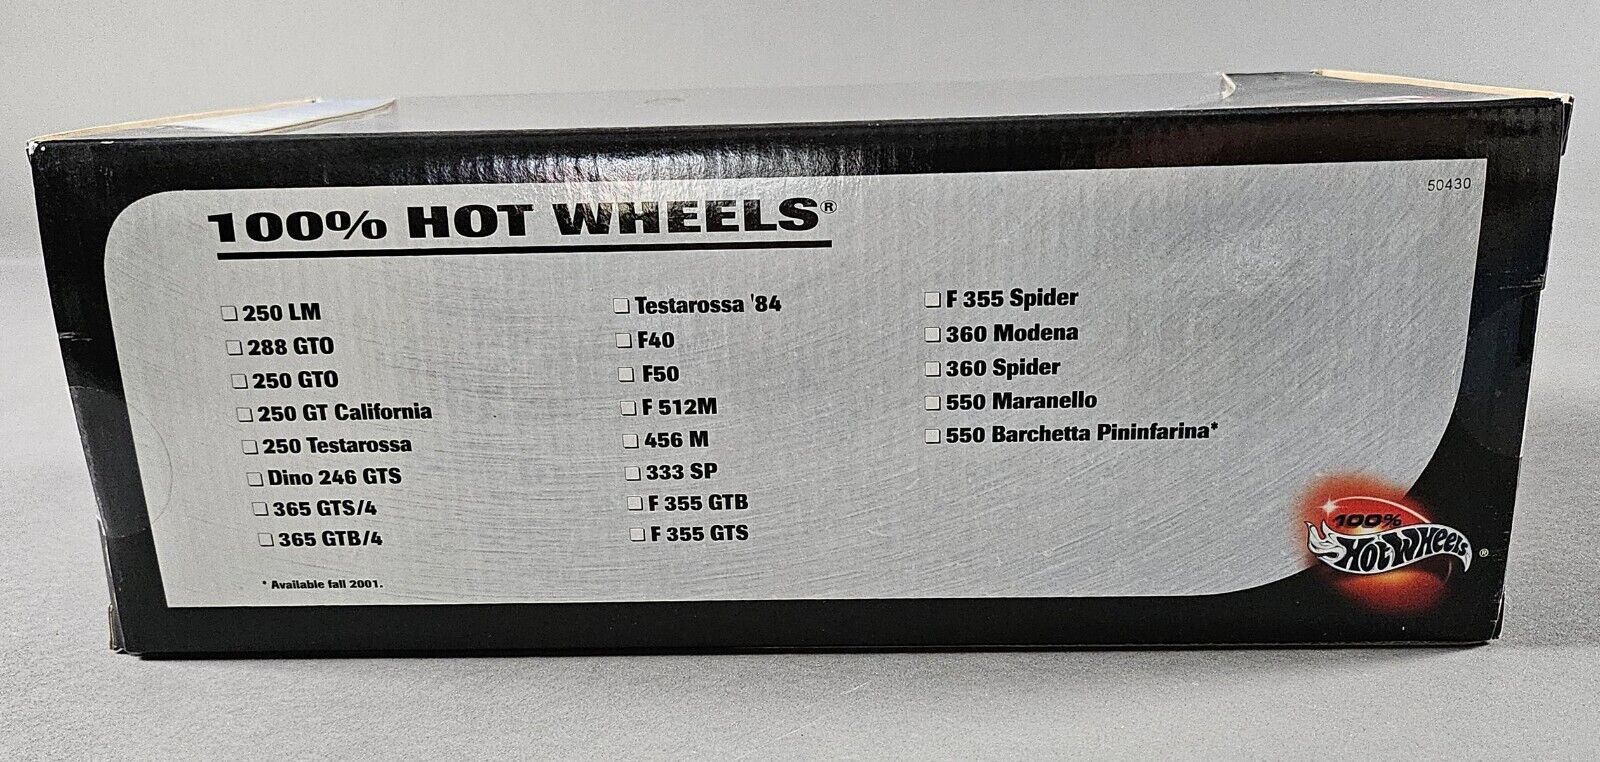 50430
100% HOT WHEELS®
250 LM
288 GTO
250 GTO
250 GT California
250 Testarossa
Dino 246 GTS
365 GTS/4
365 GTB/4
Testarossa '84
F40
F50
F 512M
456 M
333 SP
F 355 GTB
F 355 GTS
F 355 Spider
360 Modena
360 Spider
550 Maranello
550 Barchetta Pininfarina*
* Available fall 2001.
100%
Hot Wheels®